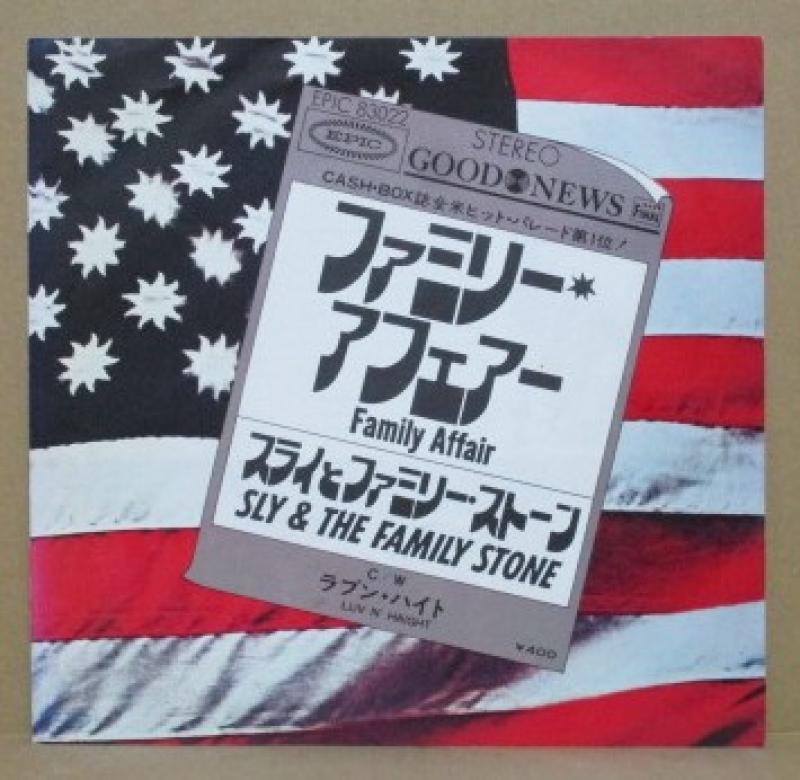 EPIC 83022
EPIC
STEREO
GOOD NEWS
CASH・BOX誌全米ヒット・パレード第1位!
ファミリー・
アフェアー
Family Affair
スライとファミリー・ストーン
SLY & THE FAMILY STONE
C/W
ラブン・ハイト
LUV N' HAIGHT
¥400